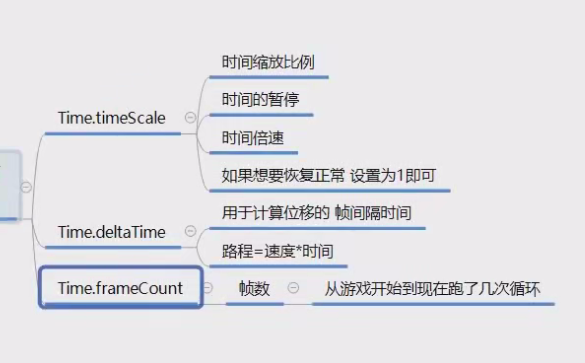 时间缩放比例
时间的暂停
Time.timeScale
时间倍速
如果想要恢复正常 设置为1即可
用于计算位移的 帧间隔时间
Time.deltaTime
路程=速度*时间
Time.frameCount 帧数 从游戏开始到现在跑了几次循环